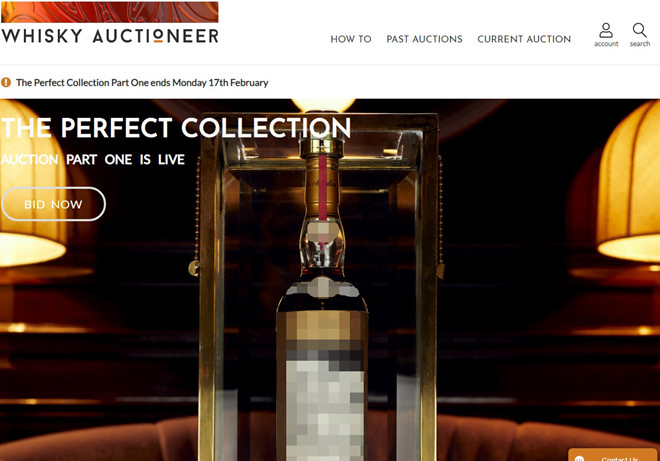 WHISKY AUCTIONEER
HOW TO PAST AUCTIONS CURRENT AUCTION
account search
The Perfect Collection Part One ends Monday 17th February
THE PERFECT COLLECTION
AUCTION PART ONE IS LIVE
BID NOW
Contact Us